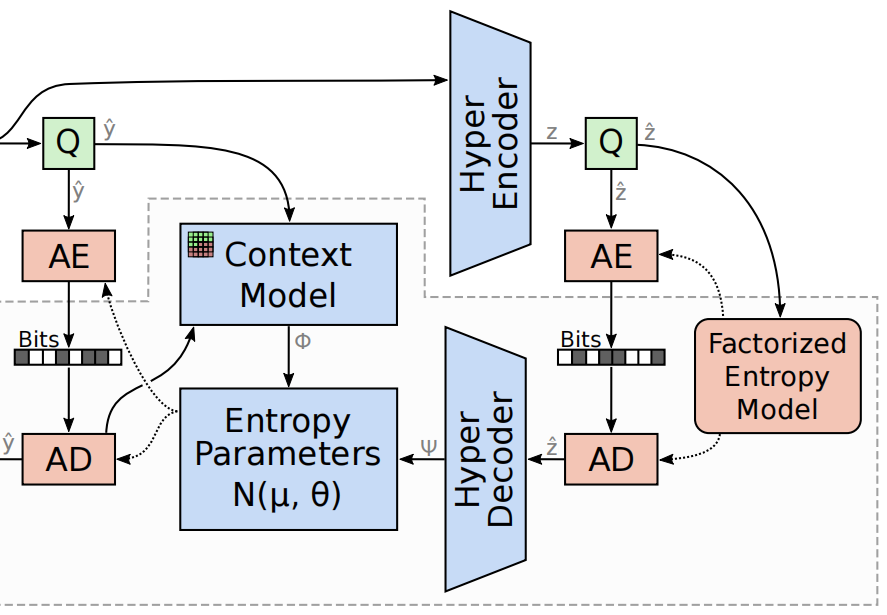 Hyper
Encoder
Q
ŷ
z
Q
ẑ
ŷ
ẑ
AE
Context
Model
AE
Bits
Φ
Bits
Factorized
Entropy
Model
Entropy
Parameters
N(μ, θ)
ŷ
AD
Ψ
Hyper
Decoder
ẑ
AD